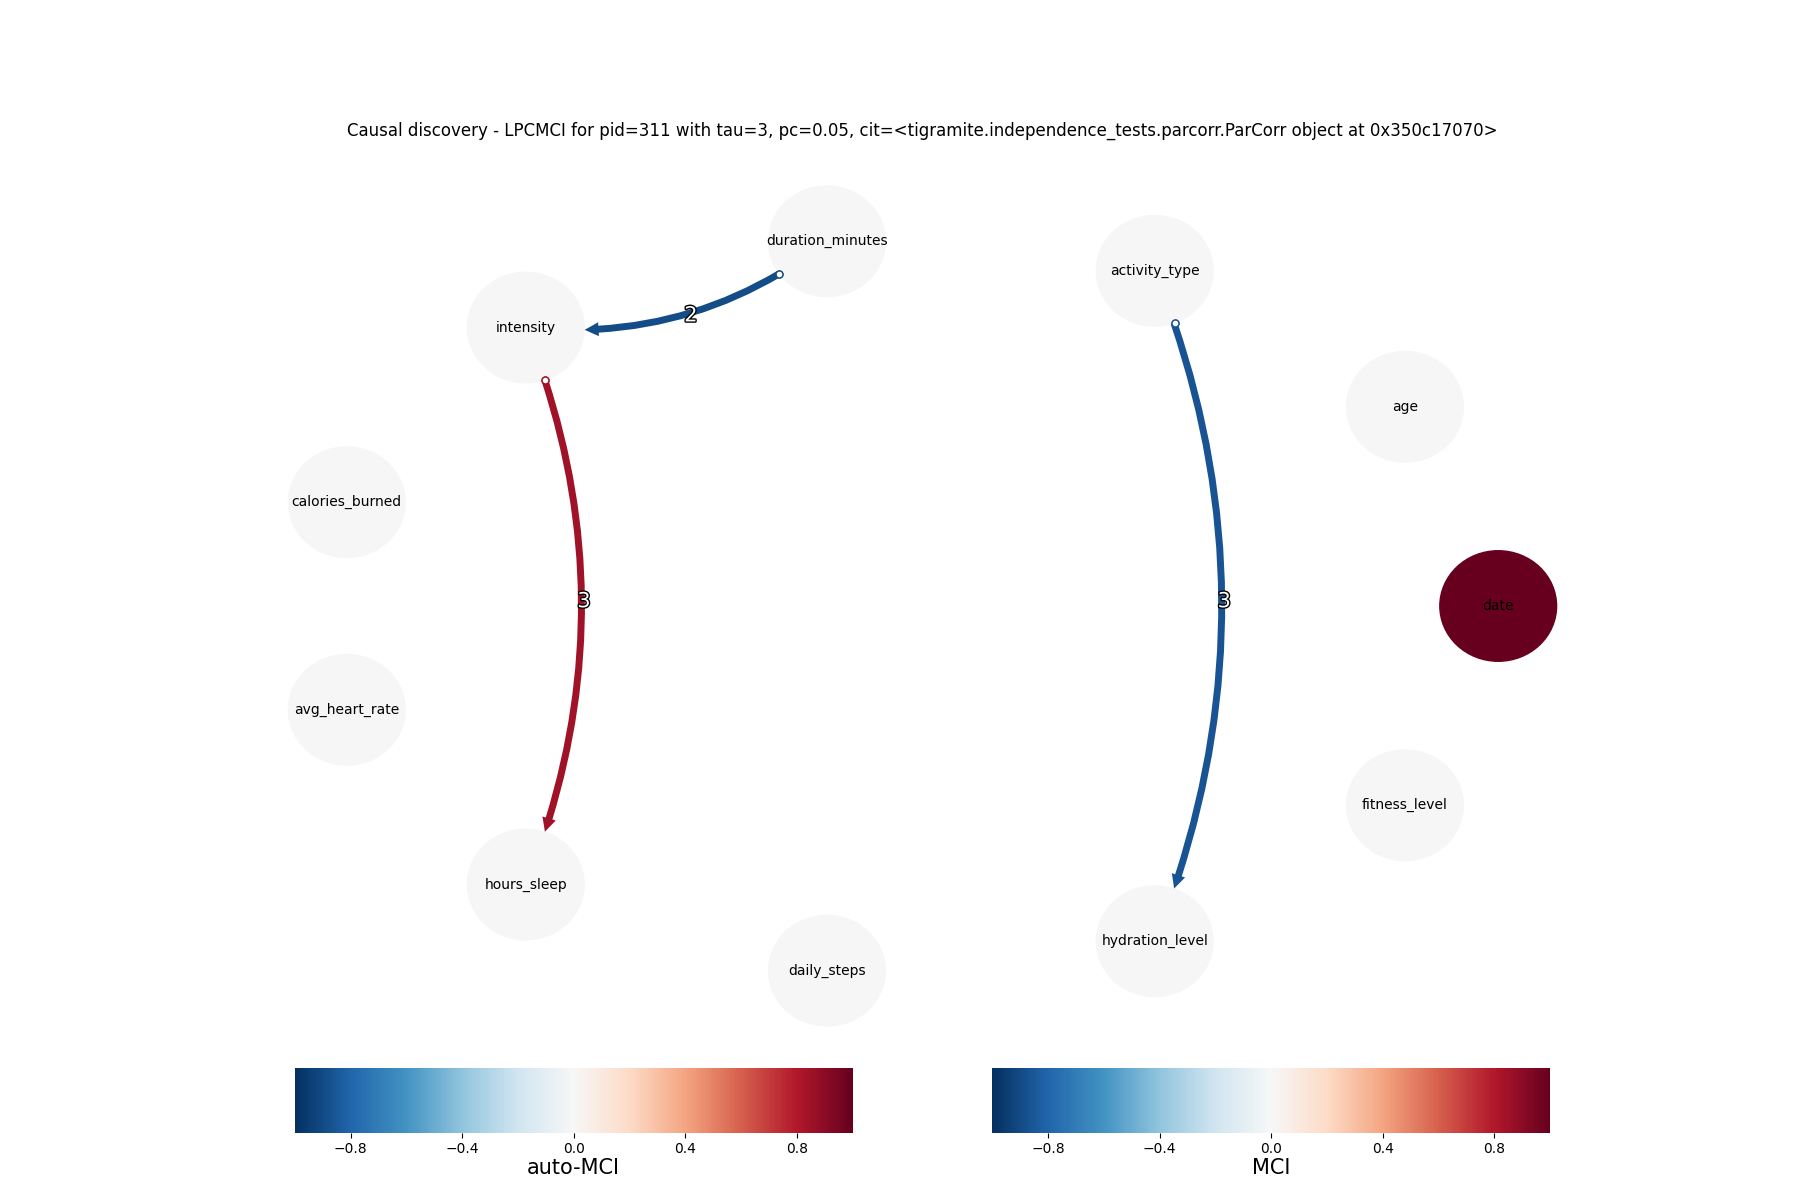 Causal discovery - LPCMCI for pid=311 with tau=3, pc=0.05, cit=<tigramite.independence_tests.parcorr.ParCorr object at 0x350c17070>
duration_minutes
activity_type
2
intensity
age
calories_burned
3
3
date
avg_heart_rate
fitness_level
hours_sleep
hydration_level
daily_steps
−0.8 −0.4 0.0 0.4 0.8
auto-MCI
−0.8 −0.4 0.0 0.4 0.8
MCI